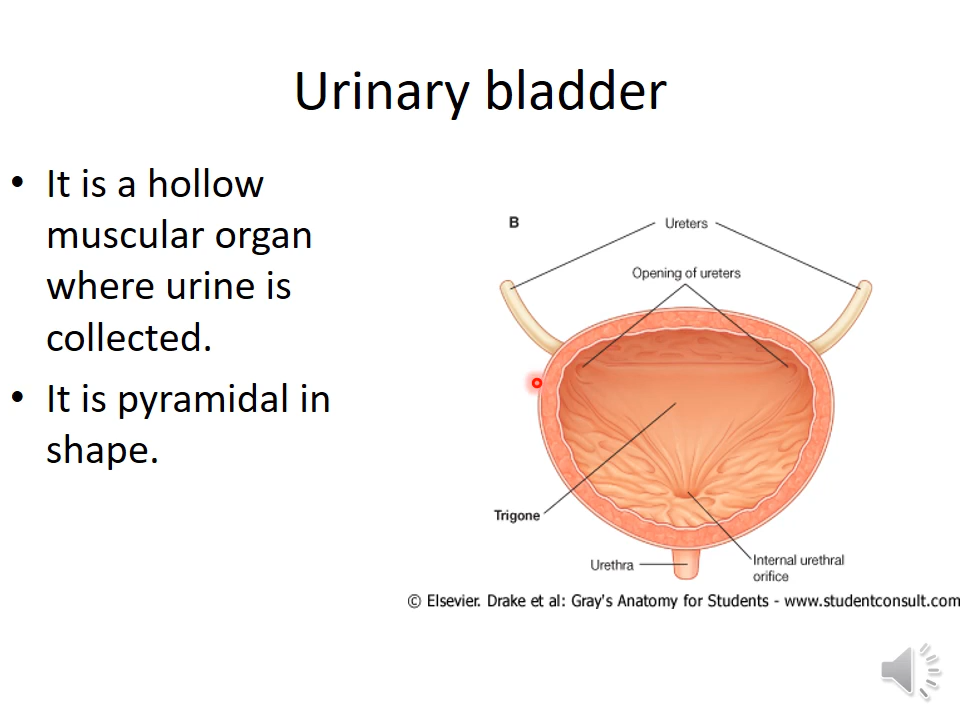 Urinary bladder
• It is a hollow
muscular organ
where urine is
collected.
• It is pyramidal in
shape.
B
Ureters
Opening of ureters
Trigone
Urethra
Internal urethral
orifice
© Elsevier. Drake et al: Gray's Anatomy for Students - www.studentconsult.com